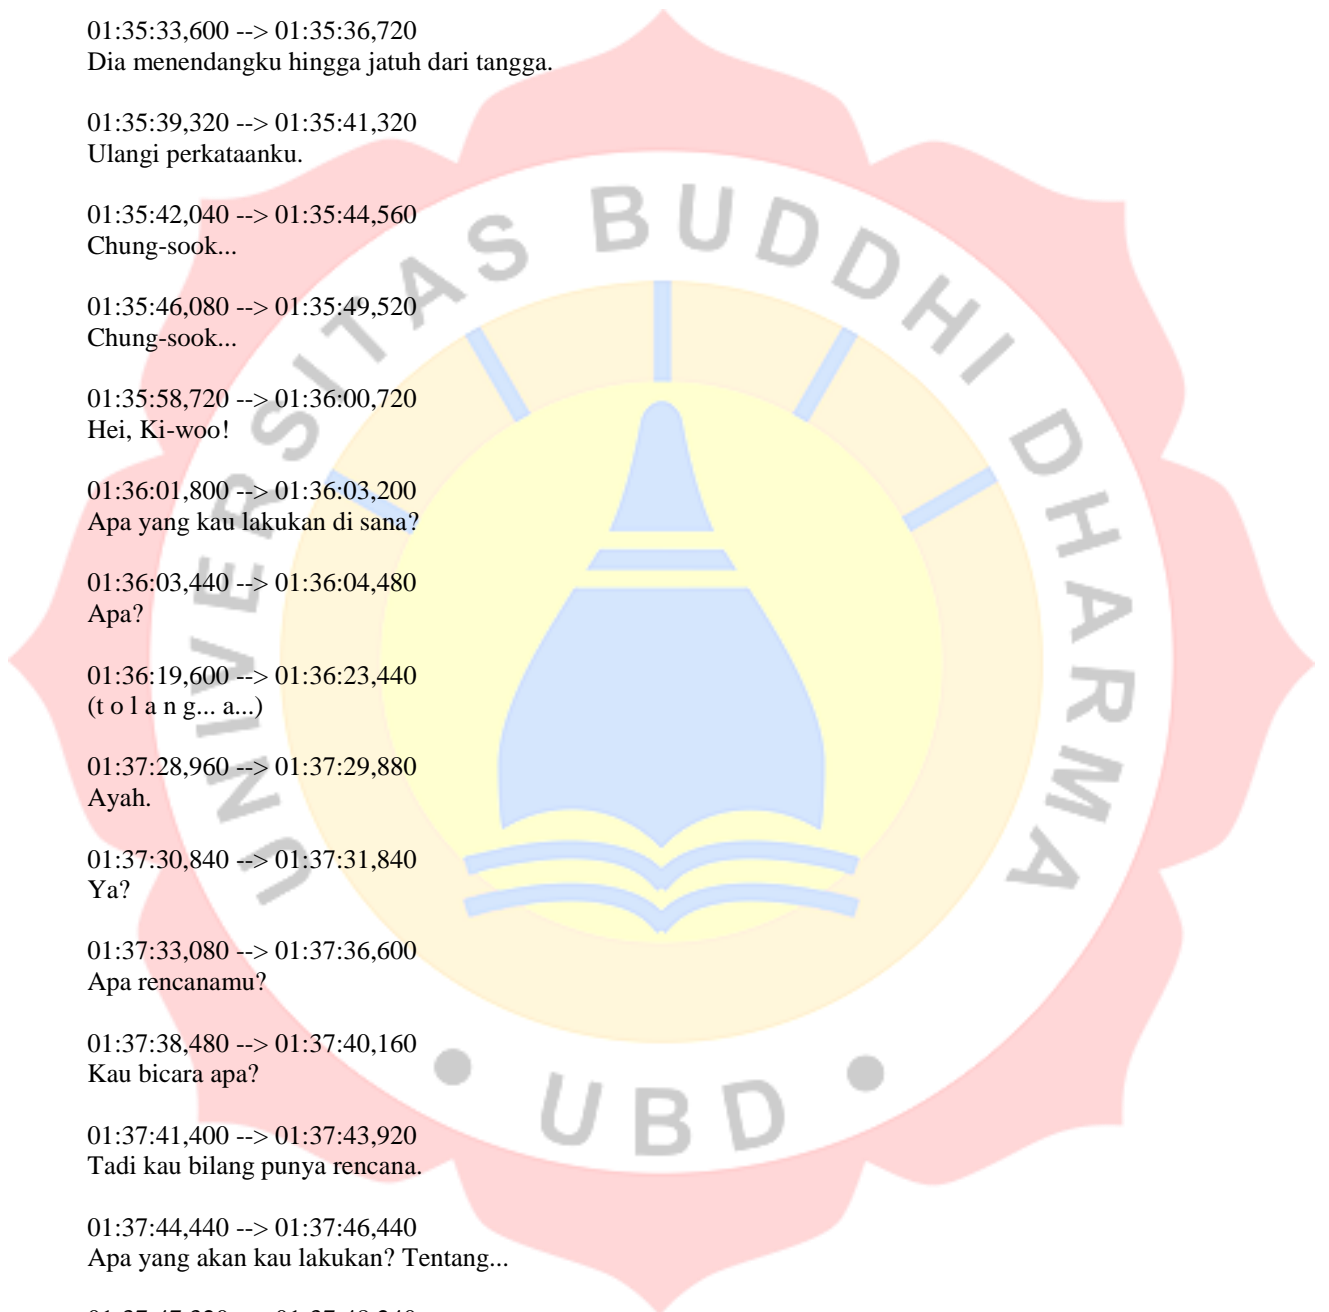 01:35:33,600 --> 01:35:36,720
Dia menendangku hingga jatuh dari tangga.
01:35:39,320 --> 01:35:41,320
Ulangi perkataanku.
01:35:42,040 --> 01:35:44,560
Chung-sook...
01:35:46,080 --> 01:35:49,520
Chung-sook...
01:35:58,720 --> 01:36:00,720
Hei, Ki-woo!
01:36:01,800 --> 01:36:03,200
Apa yang kau lakukan di sana?
01:36:03,440 --> 01:36:04,480
Apa?
01:36:19,600 --> 01:36:23,440
(t o l a n g... a...)
01:37:28,960 --> 01:37:29,880
Ayah.
01:37:30,840 --> 01:37:31,840
Ya?
01:37:33,080 --> 01:37:36,600
Apa rencanamu?
01:37:38,480 --> 01:37:40,160
Kau bicara apa?
01:37:41,400 --> 01:37:43,920
Tadi kau bilang punya rencana.
01:37:44,440 --> 01:37:46,440
Apa yang akan kau lakukan? Tentang...
UNIVERSITAS BUDDHI DHARMA
• UBD •